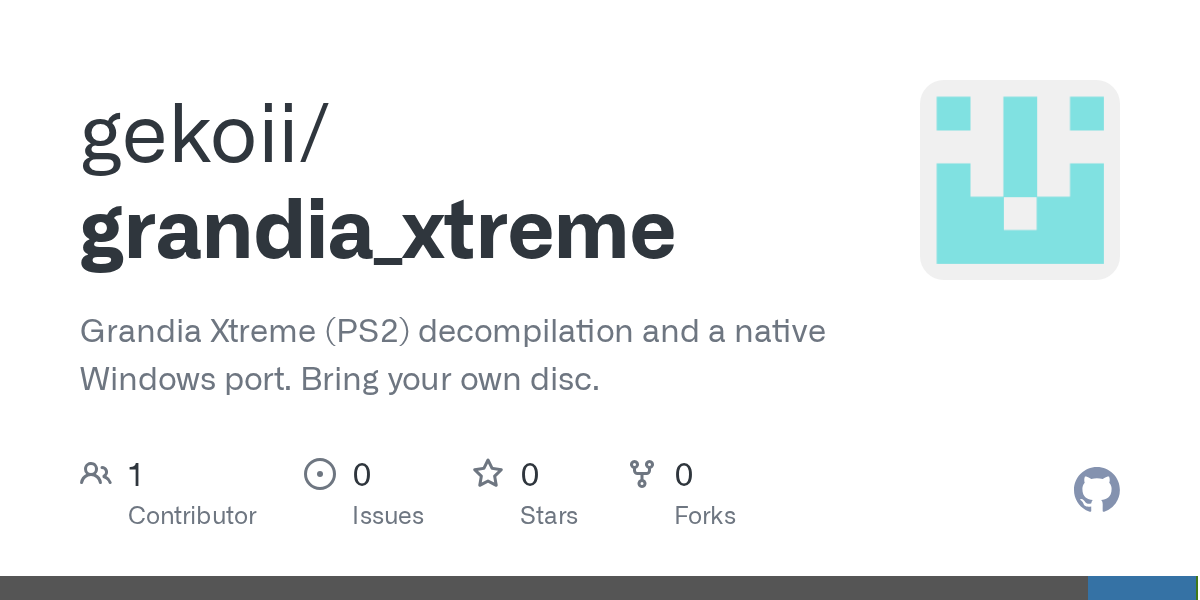 gekoii/
grandia_xtreme
Grandia Xtreme (PS2) decompilation and a native
Windows port. Bring your own disc.
1 0 0 0
Contributor Issues Stars Forks